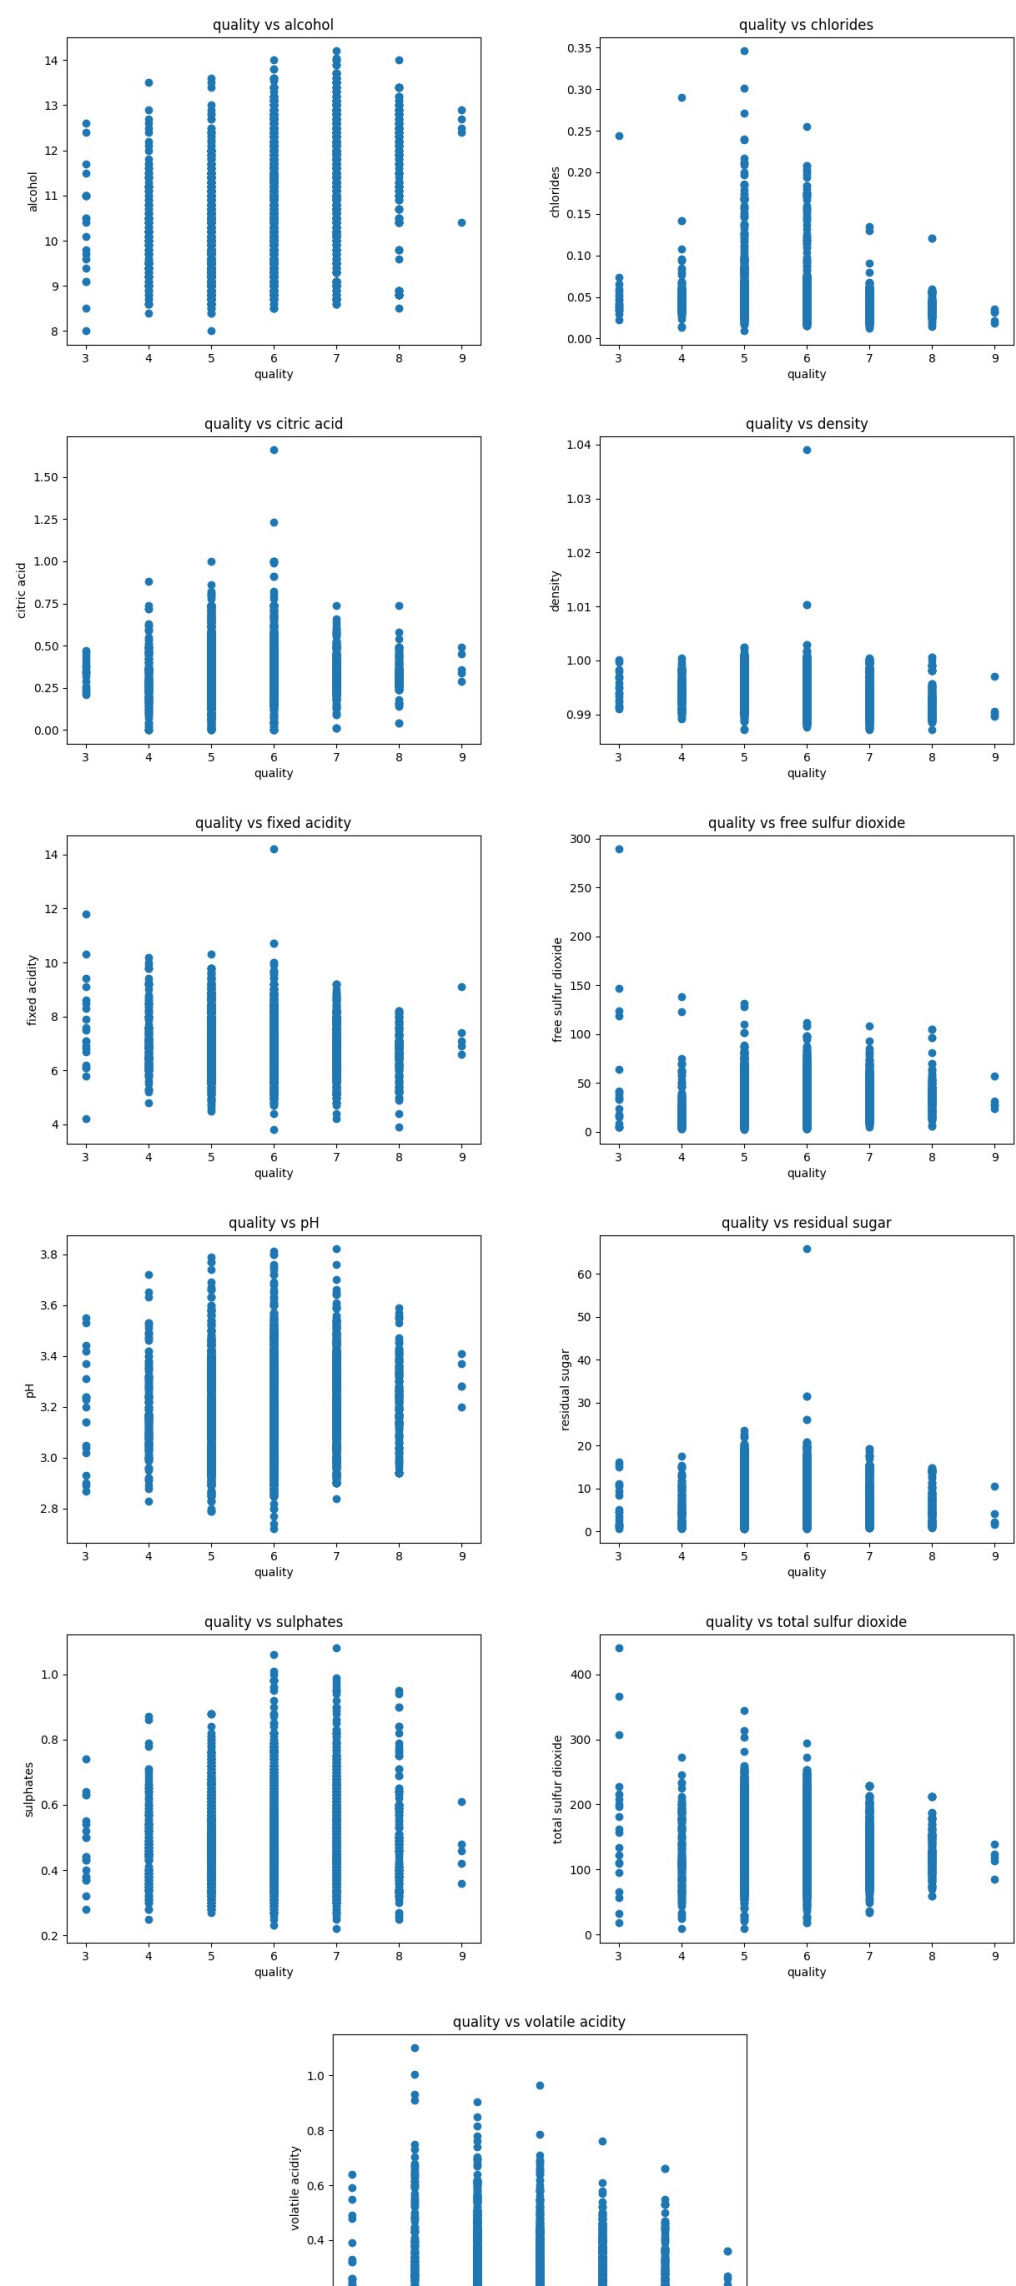 quality vs alcohol
14
13
12
11
10
9
8
alcohol
3 4 5 6 7 8 9
quality
quality vs chlorides
0.35
0.30
0.25
0.20
0.15
0.10
0.05
0.00
chlorides
3 4 5 6 7 8 9
quality
quality vs citric acid
1.50
1.25
1.00
0.75
0.50
0.25
0.00
citric acid
3 4 5 6 7 8 9
quality
quality vs density
1.04
1.03
1.02
1.01
1.00
0.99
density
3 4 5 6 7 8 9
quality
quality vs fixed acidity
14
12
10
8
6
4
fixed acidity
3 4 5 6 7 8 9
quality
quality vs free sulfur dioxide
300
250
200
150
100
50
0
free sulfur dioxide
3 4 5 6 7 8 9
quality
quality vs pH
3.8
3.6
3.4
3.2
3.0
2.8
pH
3 4 5 6 7 8 9
quality
quality vs residual sugar
60
50
40
30
20
10
0
residual sugar
3 4 5 6 7 8 9
quality
quality vs sulphates
1.0
0.8
0.6
0.4
0.2
sulphates
3 4 5 6 7 8 9
quality
quality vs total sulfur dioxide
400
300
200
100
0
total sulfur dioxide
3 4 5 6 7 8 9
quality
quality vs volatile acidity
1.0
0.8
0.6
0.4
volatile acidity